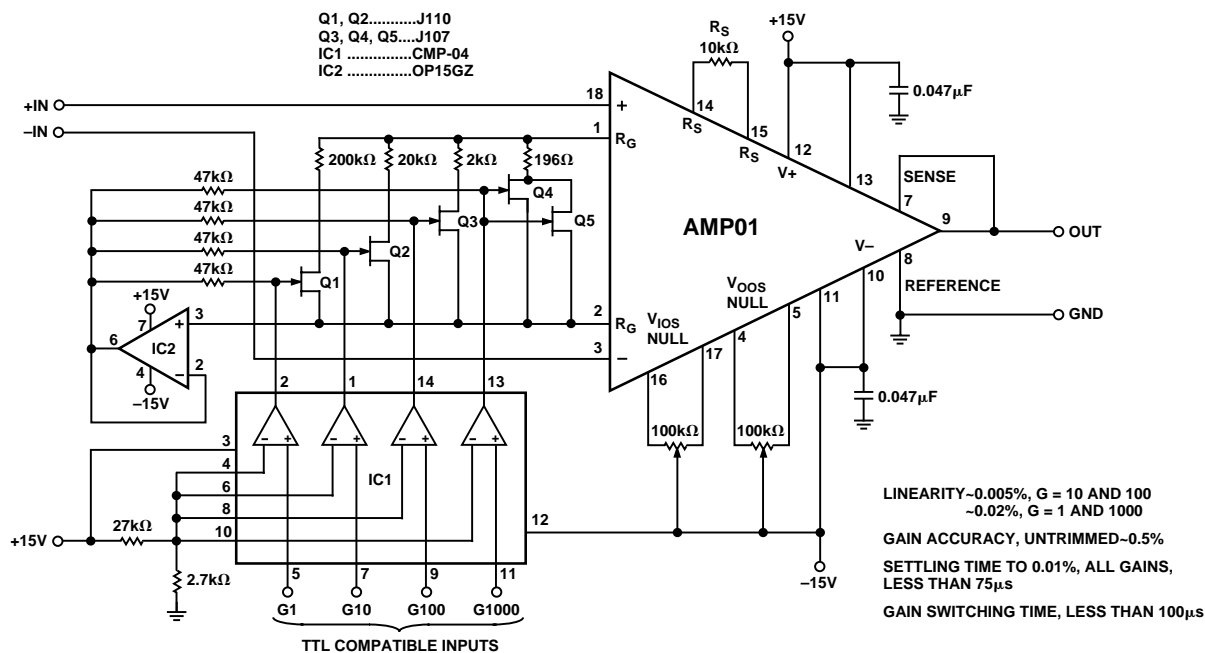 Q1, Q2............J110
Q3, Q4, Q5....J107
IC1 ..............CMP-04
IC2 ..............OP15GZ
+IN
–IN
18
+
1
RG
200kΩ
20kΩ
2kΩ
196Ω
47kΩ
47kΩ
47kΩ
47kΩ
Q4
Q5
Q3
Q2
Q1
+15V
7
3
+
6
IC2
2
–
4
–15V
2
RG
3
–
RS
10kΩ
14
RS
15
RS
+15V
0.047μF
12
V+
13
SENSE
7
9
OUT
AMP01
V–
10
8
REFERENCE
GND
11
VOOS
NULL
5
4
VIOS
NULL
17
16
100kΩ
100kΩ
0.047μF
–15V
2
1
14
13
– +
– +
– +
– +
IC1
3
4
6
8
10
12
+15V
27kΩ
2.7kΩ
5
7
9
11
G1
G10
G100
G1000
TTL COMPATIBLE INPUTS
LINEARITY~0.005%, G = 10 AND 100
~0.02%, G = 1 AND 1000
GAIN ACCURACY, UNTRIMMED~0.5%
SETTLING TIME TO 0.01%, ALL GAINS,
LESS THAN 75μs
GAIN SWITCHING TIME, LESS THAN 100μs